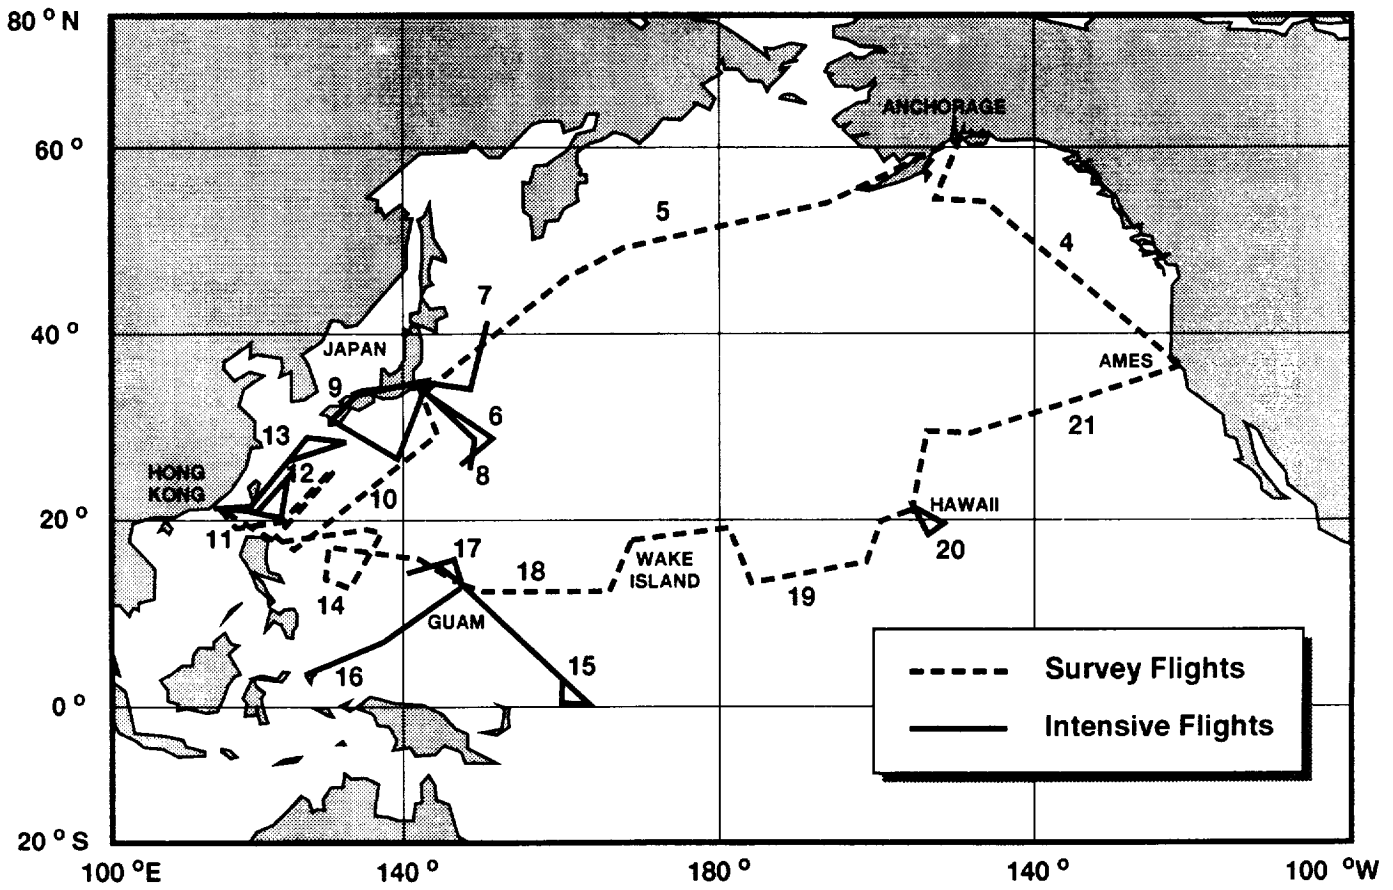 80 ° N
ANCHORAGE
60 °
5
4
7
40 °
JAPAN
AMES
9
6
21
13
8
12
HONG
KONG
10
HAWAII
20 °
11
17
20
18
WAKE
ISLAND
19
14
GUAM
15
16
Survey Flights
0 °
Intensive Flights
20 ° S
100 °E
140 °
180 °
140 °
100 °W